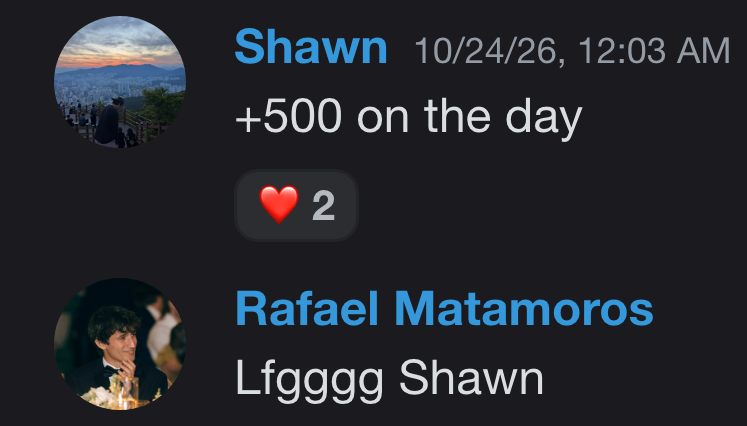 Shawn 10/24/26, 12:03 AM
+500 on the day
❤️ 2
Rafael Matamoros
Lfgggg Shawn